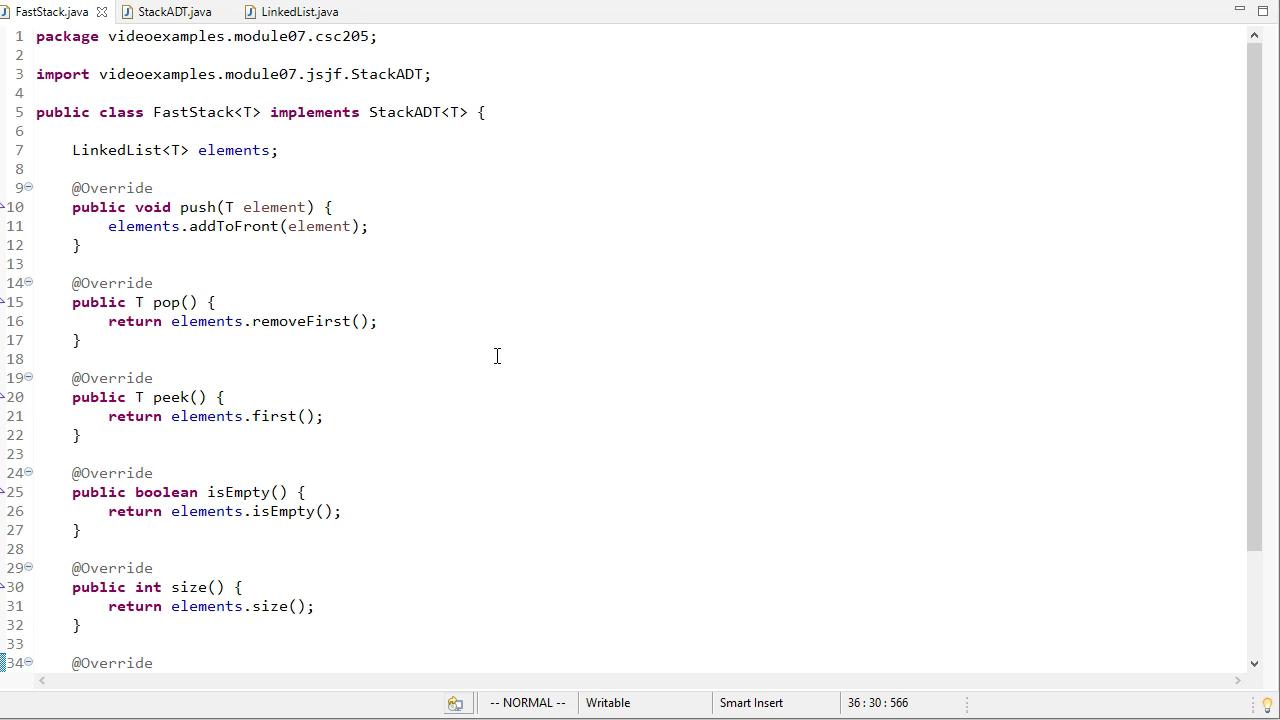 FastStack.java StackADT.java LinkedList.java
1 package videoexamples.module07.csc205;
2
3 import videoexamples.module07.jsjf.StackADT;
4
5 public class FastStack<T> implements StackADT<T> {
6
7 LinkedList<T> elements;
8
9 @Override
10 public void push(T element) {
11 elements.addToFront(element);
12 }
13
14 @Override
15 public T pop() {
16 return elements.removeFirst();
17 }
18
19 @Override
20 public T peek() {
21 return elements.first();
22 }
23
24 @Override
25 public boolean isEmpty() {
26 return elements.isEmpty();
27 }
28
29 @Override
30 public int size() {
31 return elements.size();
32 }
33
34 @Override
-- NORMAL -- Writable Smart Insert 36 : 30 : 566